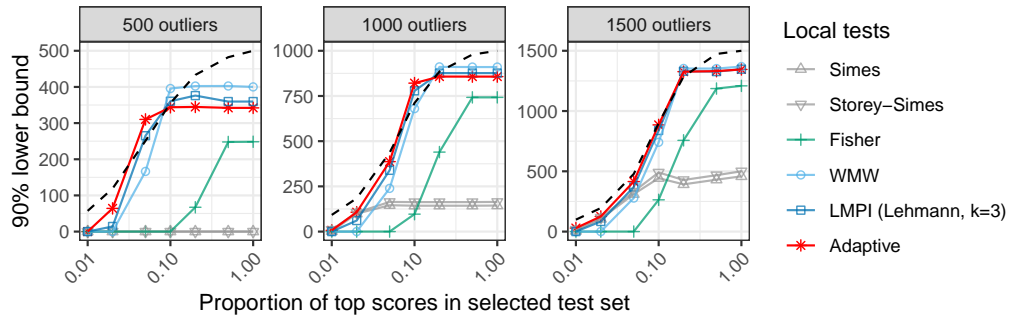 500 outliers
1000 outliers
1500 outliers
90% lower bound
500
400
300
200
100
0
1000
750
500
250
0
1500
1000
500
0
0.01
0.10
1.00
0.01
0.10
1.00
0.01
0.10
1.00
Proportion of top scores in selected test set
Local tests
Simes
Storey−Simes
Fisher
WMW
LMPI (Lehmann, k=3)
Adaptive